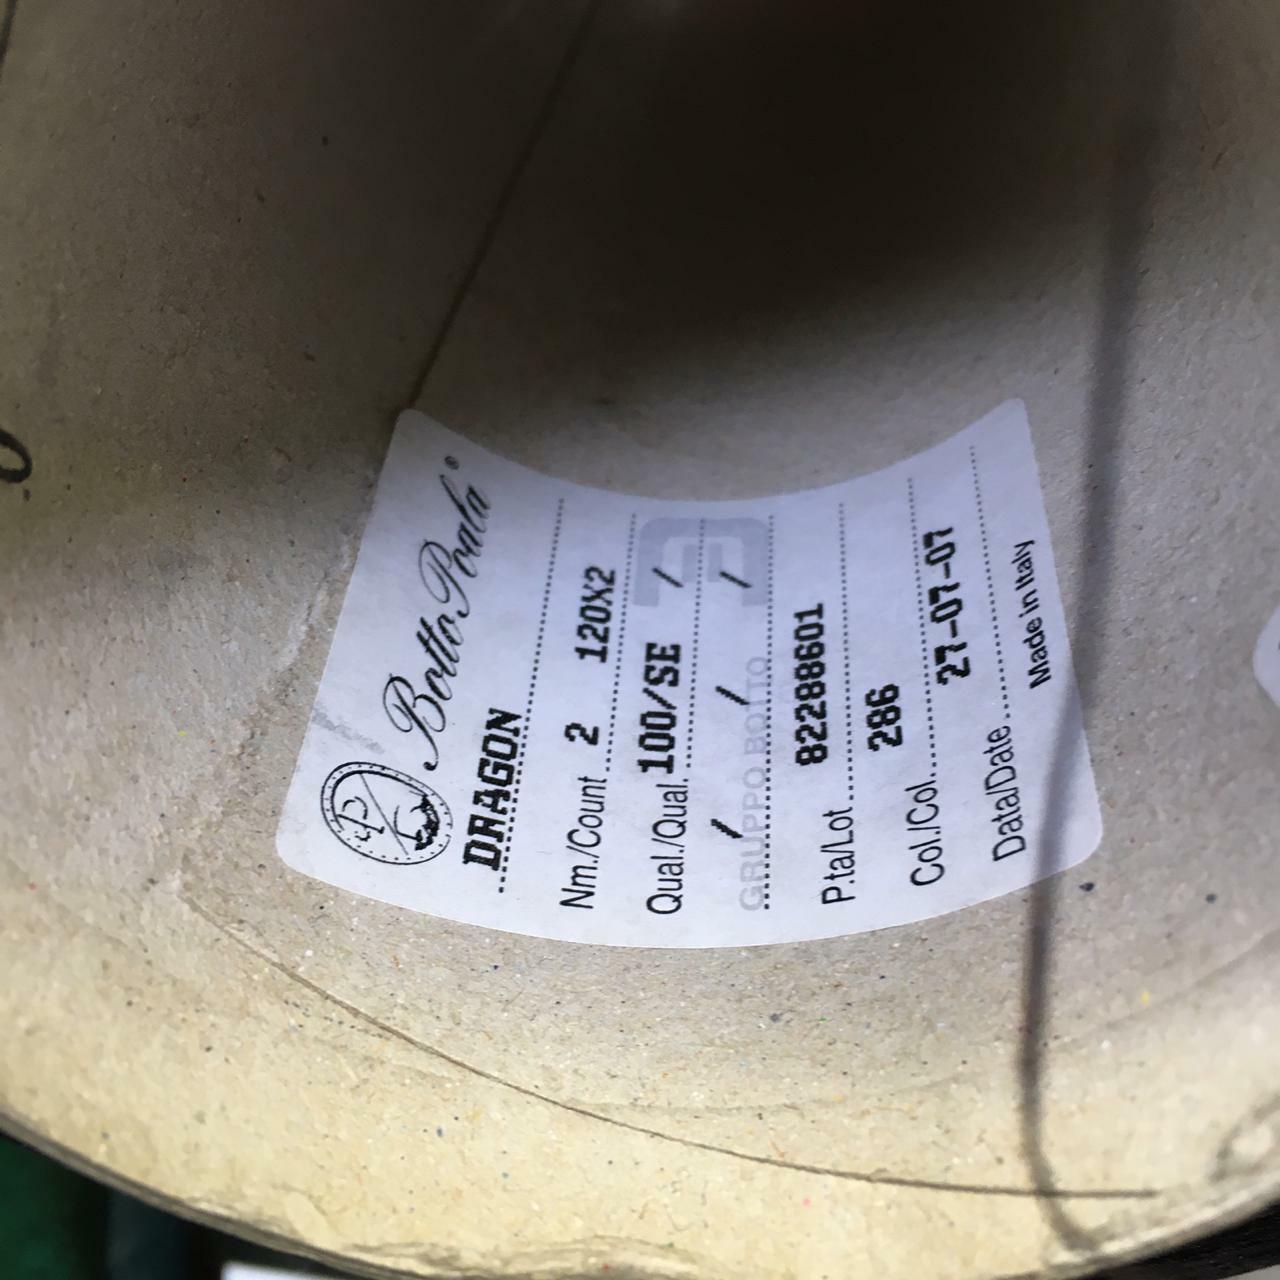 Botto Poala®
DRAGON
Nm./Count 2 120X2
Qual./Qual. 100/SE /
/ / /
GRUPPO BOTTO
P.ta/Lot 82288601
Col./Col. 286
Data/Date 27-07-07
Made in Italy